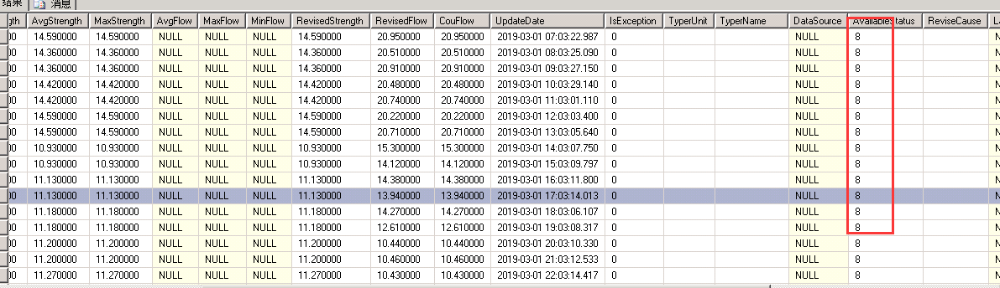 结果 消息
gth AvgStrength MaxStrength AvgFlow MaxFlow MinFlow RevisedStrength RevisedFlow CouFlow UpdateDate IsException TyperUnit TyperName DataSource AvailableStatus ReviseCause
00 14.590000 14.590000 NULL NULL NULL 14.590000 20.950000 20.950000 2019-03-01 07:03:22.987 0 NULL 8
00 14.360000 14.360000 NULL NULL NULL 14.360000 20.510000 20.510000 2019-03-01 08:03:25.090 0 NULL 8
00 14.360000 14.360000 NULL NULL NULL 14.360000 20.910000 20.910000 2019-03-01 09:03:27.150 0 NULL 8
00 14.420000 14.420000 NULL NULL NULL 14.420000 20.480000 20.480000 2019-03-01 10:03:29.140 0 NULL 8
00 14.420000 14.420000 NULL NULL NULL 14.420000 20.740000 20.740000 2019-03-01 11:03:01.110 0 NULL 8
00 14.590000 14.590000 NULL NULL NULL 14.590000 20.220000 20.220000 2019-03-01 12:03:03.400 0 NULL 8
00 14.590000 14.590000 NULL NULL NULL 14.590000 20.710000 20.710000 2019-03-01 13:03:05.640 0 NULL 8
00 10.930000 10.930000 NULL NULL NULL 10.930000 15.300000 15.300000 2019-03-01 14:03:07.750 0 NULL 8
00 10.930000 10.930000 NULL NULL NULL 10.930000 14.120000 14.120000 2019-03-01 15:03:09.797 0 NULL 8
00 11.130000 11.130000 NULL NULL NULL 11.130000 14.380000 14.380000 2019-03-01 16:03:11.800 0 NULL 8
00 11.130000 11.130000 NULL NULL NULL 11.130000 13.940000 13.940000 2019-03-01 17:03:14.013 0 NULL 8
00 11.180000 11.180000 NULL NULL NULL 11.180000 14.270000 14.270000 2019-03-01 18:03:06.107 0 NULL 8
00 11.180000 11.180000 NULL NULL NULL 11.180000 12.610000 12.610000 2019-03-01 19:03:08.317 0 NULL 8
00 11.200000 11.200000 NULL NULL NULL 11.200000 10.440000 10.440000 2019-03-01 20:03:10.330 0 NULL 8
00 11.200000 11.200000 NULL NULL NULL 11.200000 10.460000 10.460000 2019-03-01 21:03:12.533 0 NULL 8
00 11.270000 11.270000 NULL NULL NULL 11.270000 10.430000 10.430000 2019-03-01 22:03:14.417 0 NULL 8